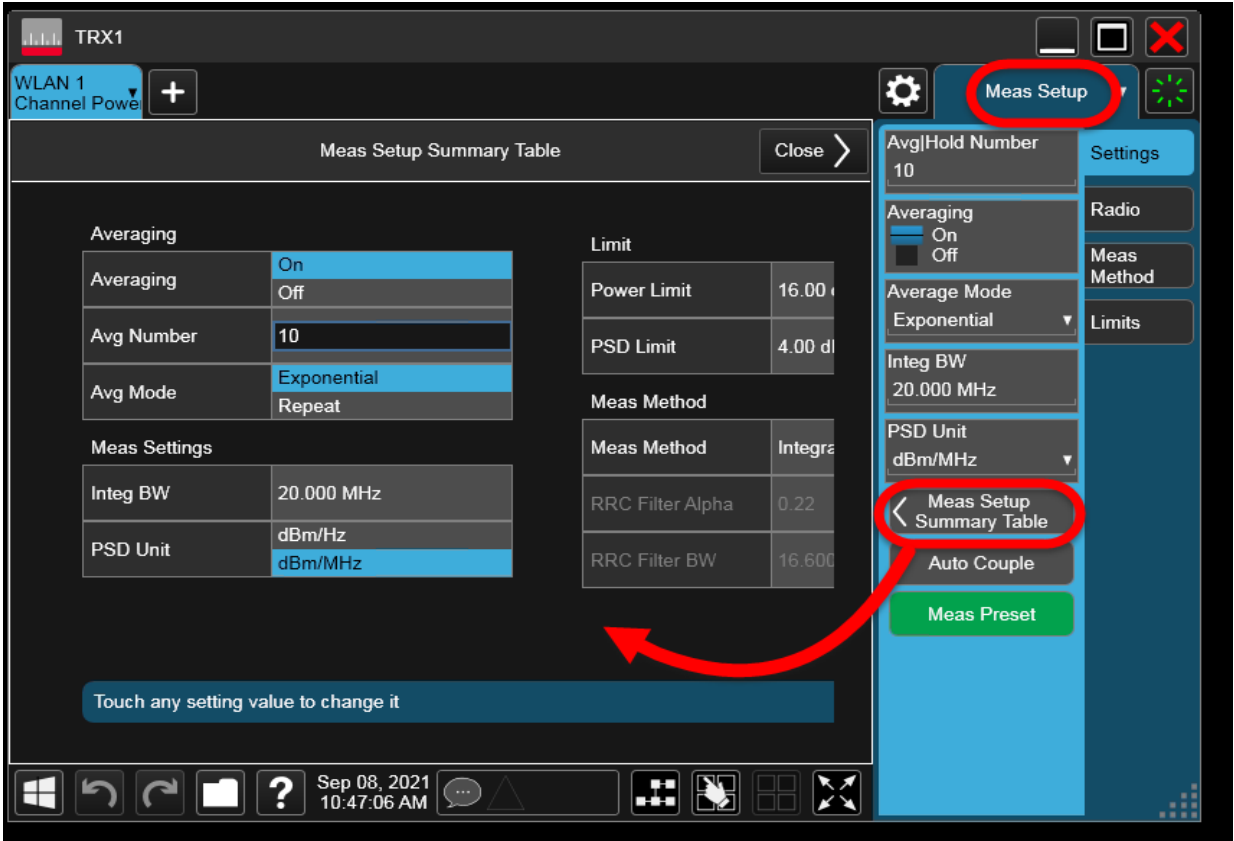 TRX1
WLAN 1
Channel Power
Meas Setup
Meas Setup Summary Table
Close
Averaging
Averaging
On
Off
Avg Number
10
Avg Mode
Exponential
Repeat
Meas Settings
Integ BW
20.000 MHz
PSD Unit
dBm/Hz
dBm/MHz
Limit
Power Limit
16.00
PSD Limit
4.00
Meas Method
Meas Method
Integra
RRC Filter Alpha
0.22
RRC Filter BW
16.600
Touch any setting value to change it
Avg|Hold Number
10
Averaging
On
Off
Average Mode
Exponential
Integ BW
20.000 MHz
PSD Unit
dBm/MHz
Meas Setup
Summary Table
Auto Couple
Meas Preset
Settings
Radio
Meas
Method
Limits
?
Sep 08, 2021
10:47:06 AM